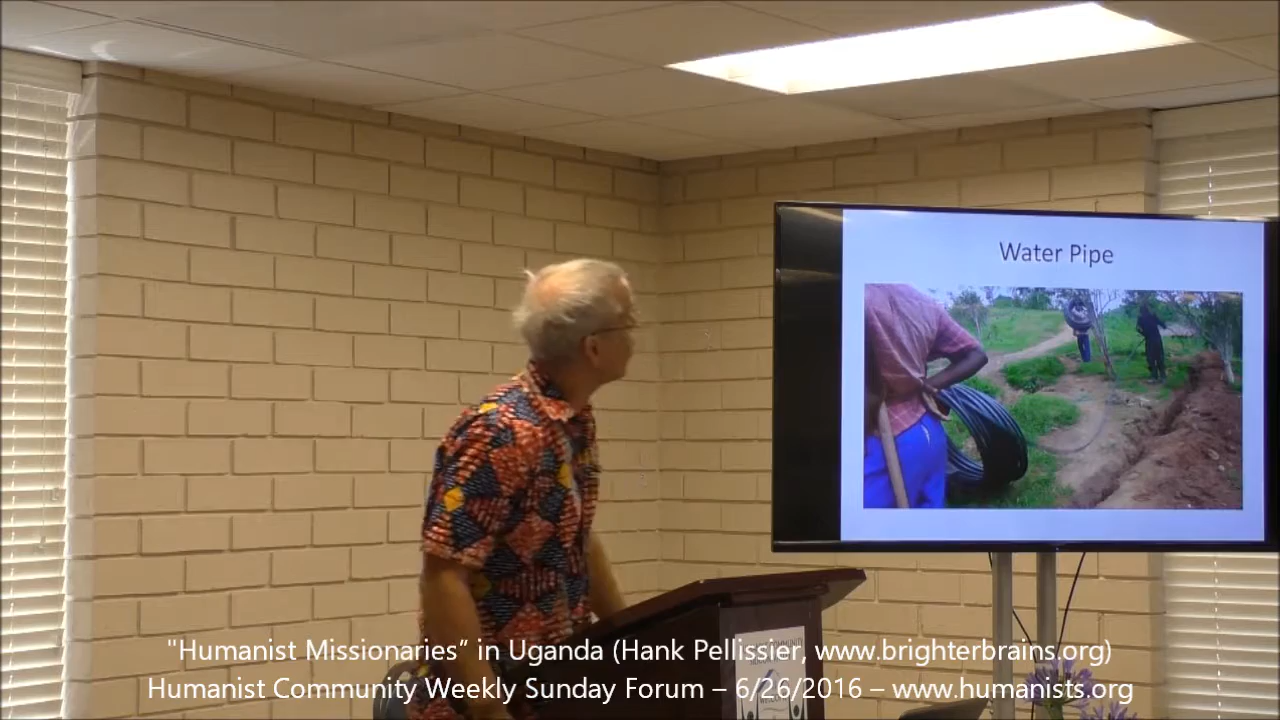 Water Pipe
COMMUNITY
"Humanist Missionaries” in Uganda (Hank Pellissier, www.brighterbrains.org)
Humanist Community Weekly Sunday Forum – 6/26/2016 – www.humanists.org